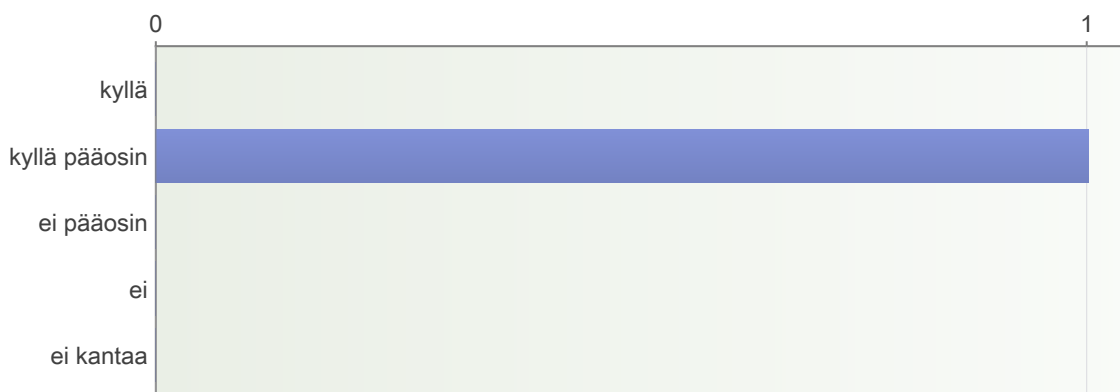 0 1
kyllä
kyllä pääosin
ei pääosin
ei
ei kantaa